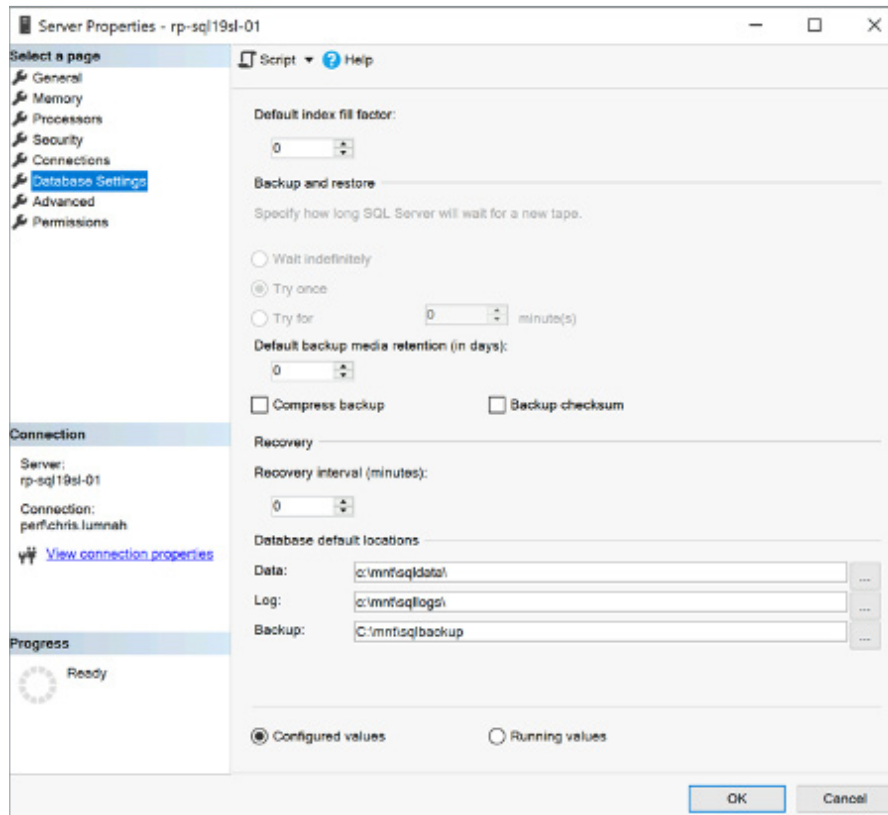 Server Properties - rp-sql19sl-01
Select a page
General
Memory
Processors
Security
Connections
Database Settings
Advanced
Permissions
Connection
Server:
rp-sql19sl-01
Connection:
perf\chris.lumnah
View connection properties
Progress
Ready
Script Help
Default index fill factor:
0
Backup and restore
Specify how long SQL Server will wait for a new tape.
Wait indefinitely
Try once
Try for 0 minute(s)
Default backup media retention (in days):
0
Compress backup Backup checksum
Recovery
Recovery interval (minutes):
0
Database default locations
Data: c:\mnt\sqldata\ ...
Log: c:\mnt\sqllogs\ ...
Backup: C:\mnt\sqlbackup ...
Configured values Running values
OK Cancel